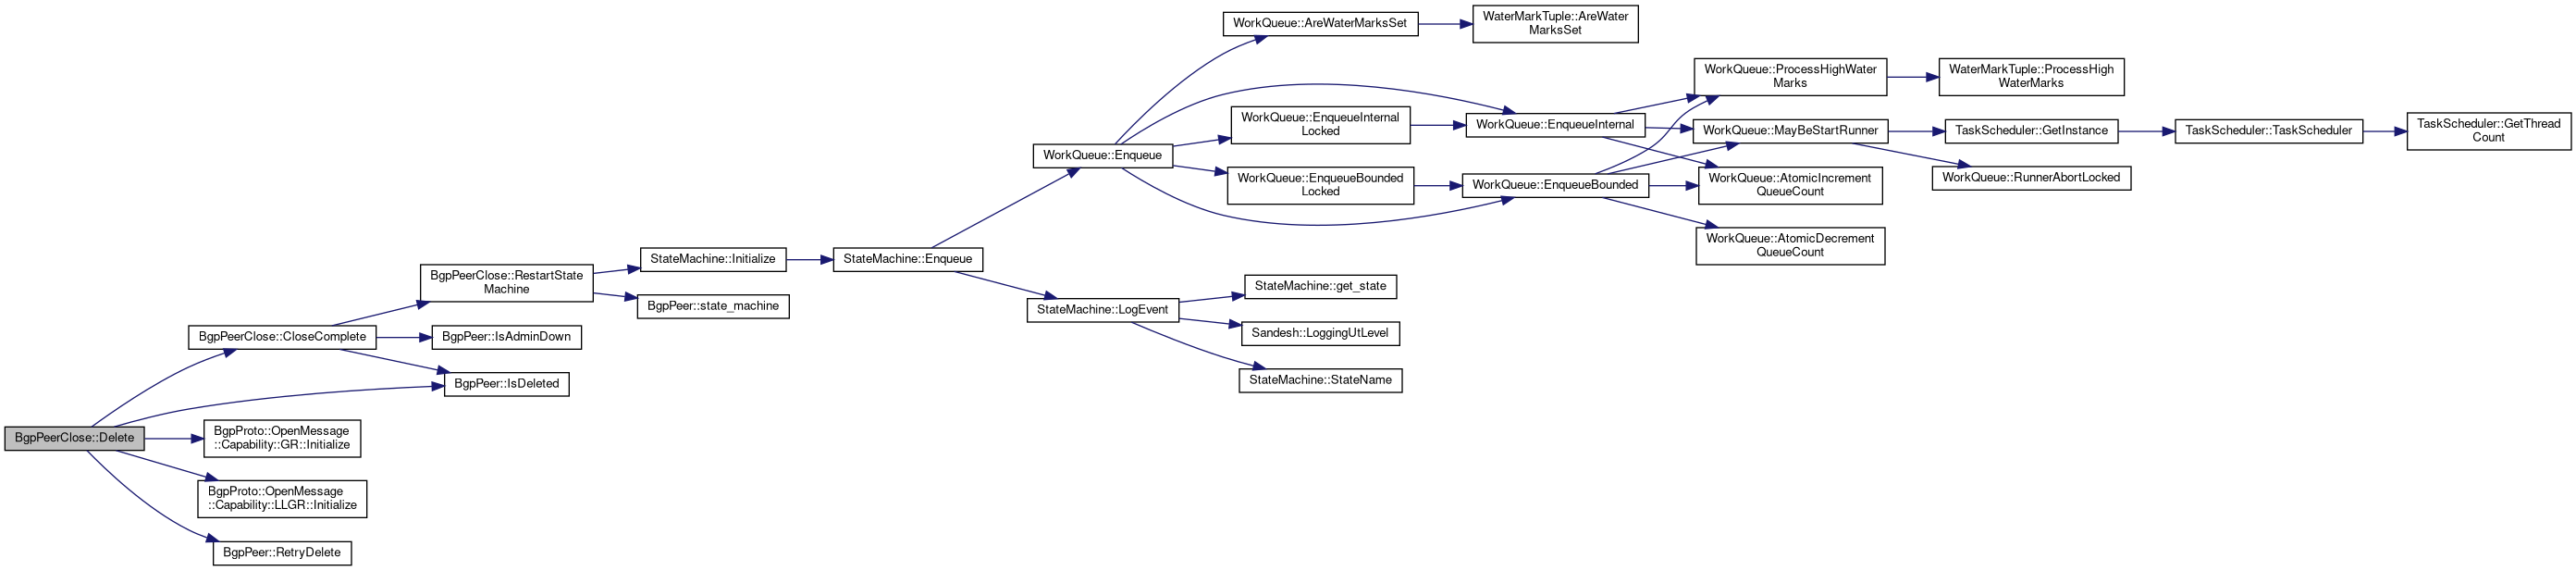 BgpPeerClose::Delete
BgpPeerClose::CloseComplete
BgpPeer::IsDeleted
BgpProto::OpenMessage
::Capability::GR::Initialize
BgpProto::OpenMessage
::Capability::LLGR::Initialize
BgpPeer::RetryDelete
BgpPeerClose::RestartState
Machine
BgpPeer::IsAdminDown
StateMachine::Initialize
BgpPeer::state_machine
StateMachine::Enqueue
WorkQueue::Enqueue
StateMachine::LogEvent
WorkQueue::AreWaterMarksSet
WaterMarkTuple::AreWater
MarksSet
WorkQueue::EnqueueInternal
Locked
WorkQueue::EnqueueBounded
Locked
StateMachine::get_state
Sandesh::LoggingUtLevel
StateMachine::StateName
WorkQueue::EnqueueInternal
WorkQueue::EnqueueBounded
WorkQueue::ProcessHighWater
Marks
WorkQueue::MayBeStartRunner
WorkQueue::AtomicIncrement
QueueCount
WorkQueue::AtomicDecrement
QueueCount
WaterMarkTuple::ProcessHigh
WaterMarks
TaskScheduler::GetInstance
WorkQueue::RunnerAbortLocked
TaskScheduler::TaskScheduler
TaskScheduler::GetThread
Count